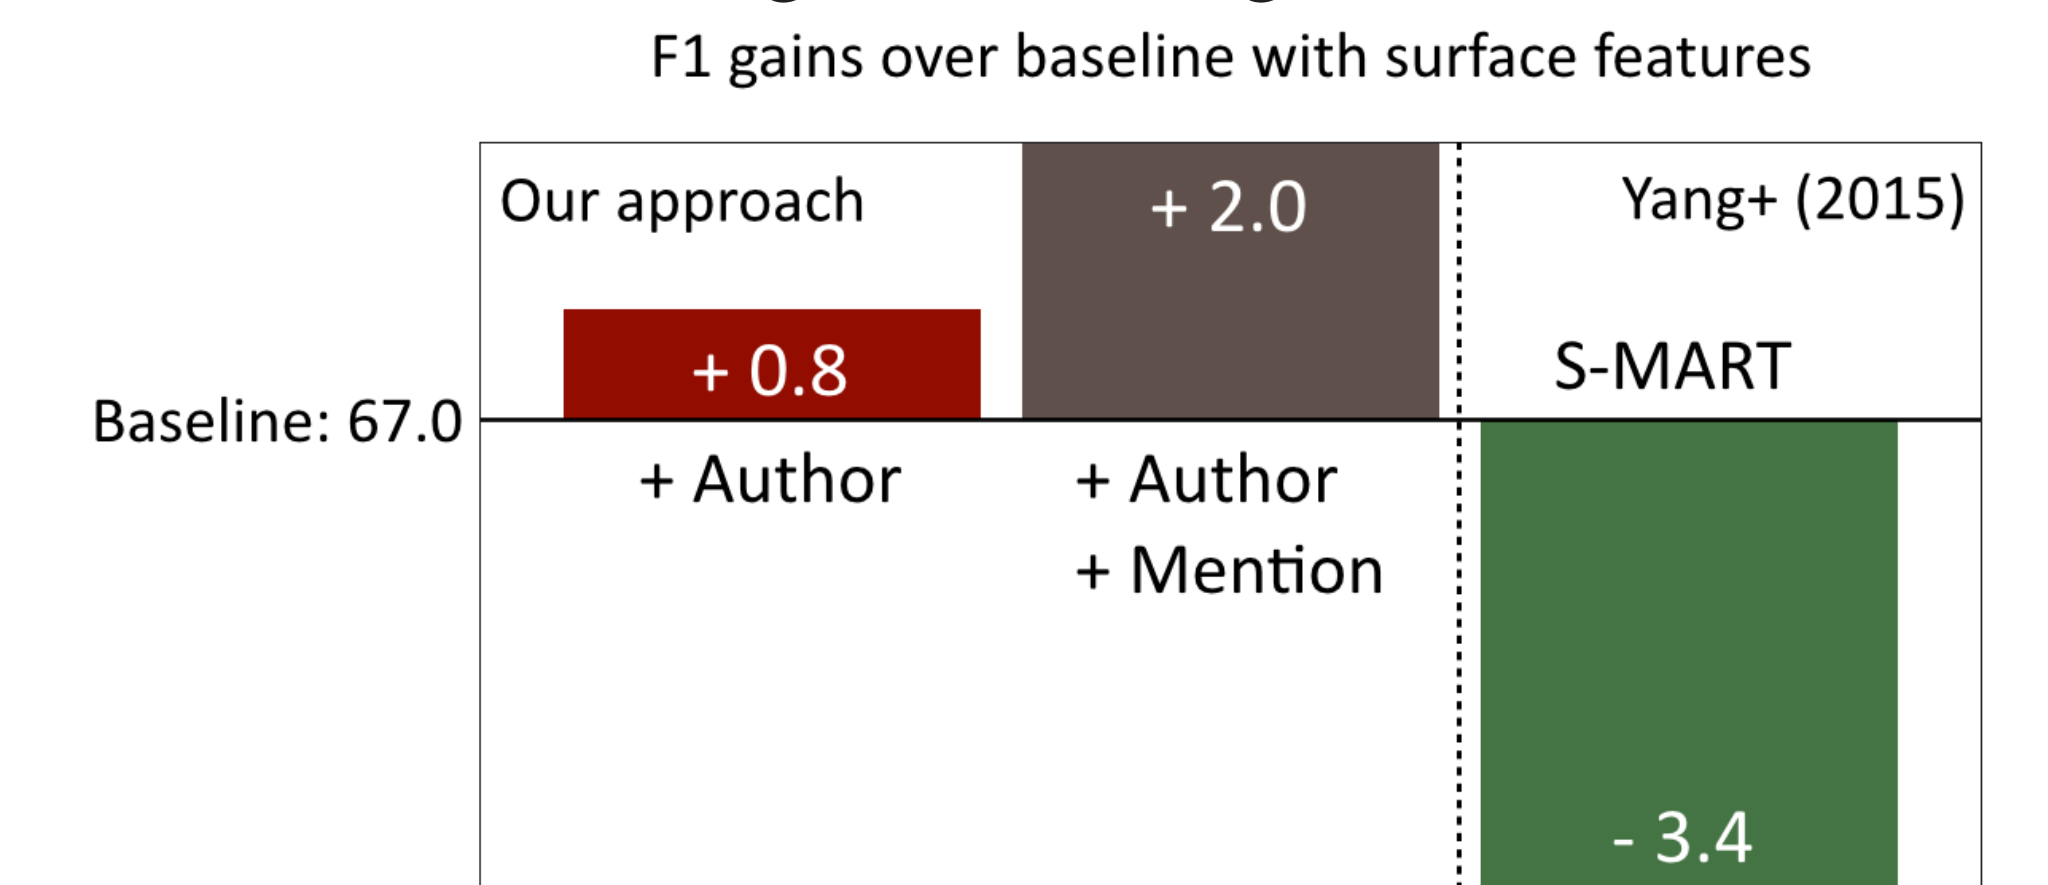 F1 gains over baseline with surface features
Our approach
+ 2.0
Yang+ (2015)
+ 0.8
S-MART
Baseline: 67.0
+ Author
+ Author
+ Mention
- 3.4